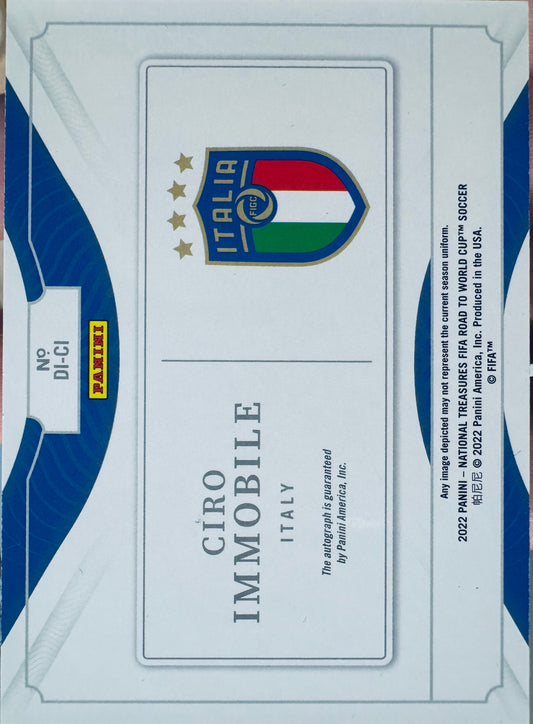 Nº
DI-CI
PANINI
CIRO
IMMOBILE
ITALY
The autograph is guaranteed
by Panini America, Inc.
ITALIA
FIGC
Any image depicted may not represent the current season uniform.
2022 PANINI – NATIONAL TREASURES FIFA ROAD TO WORLD CUP™ SOCCER
帕尼尼 © 2022 Panini America, Inc. Produced in the USA.
© FIFA™